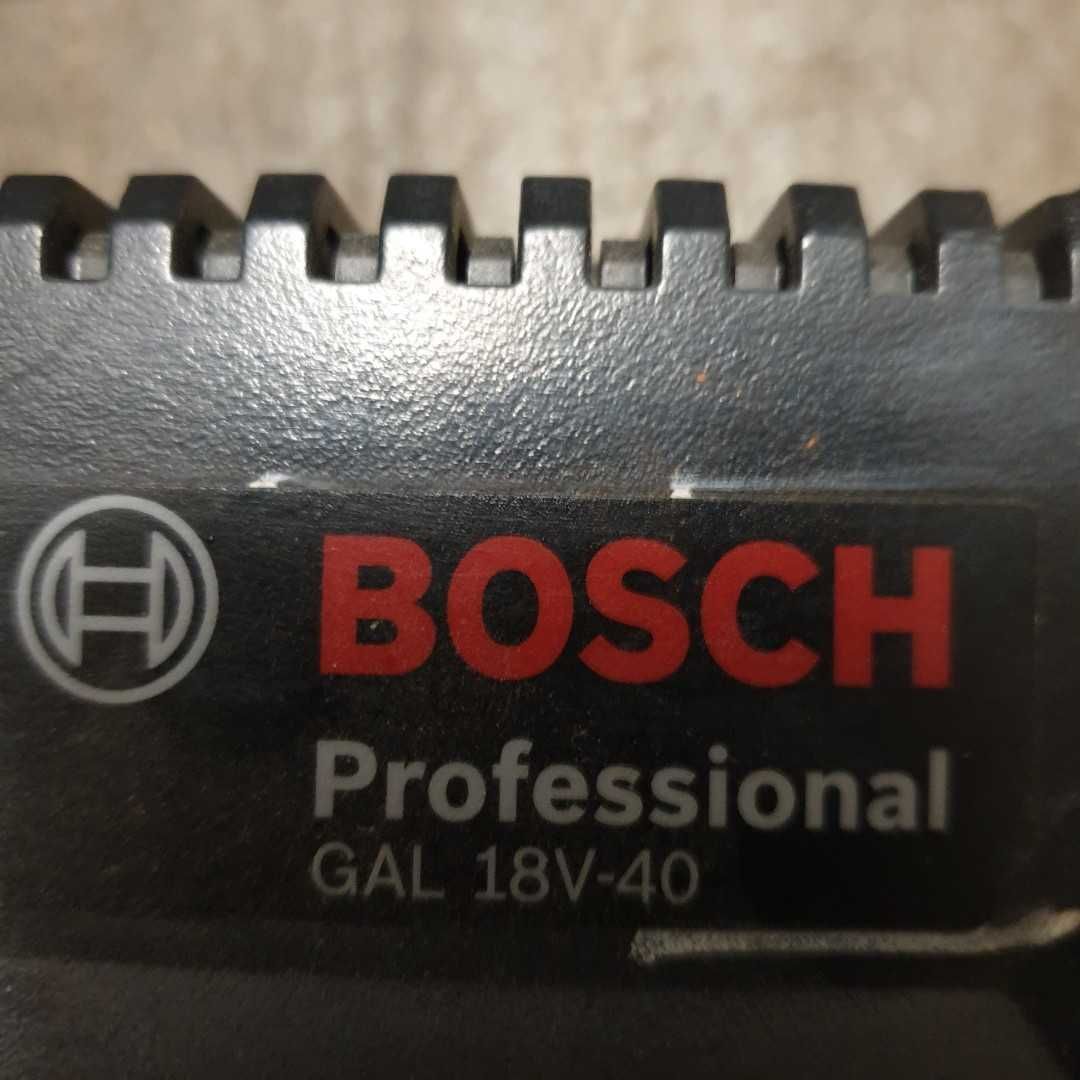 BOSCH
Professional
GAL 18V-40